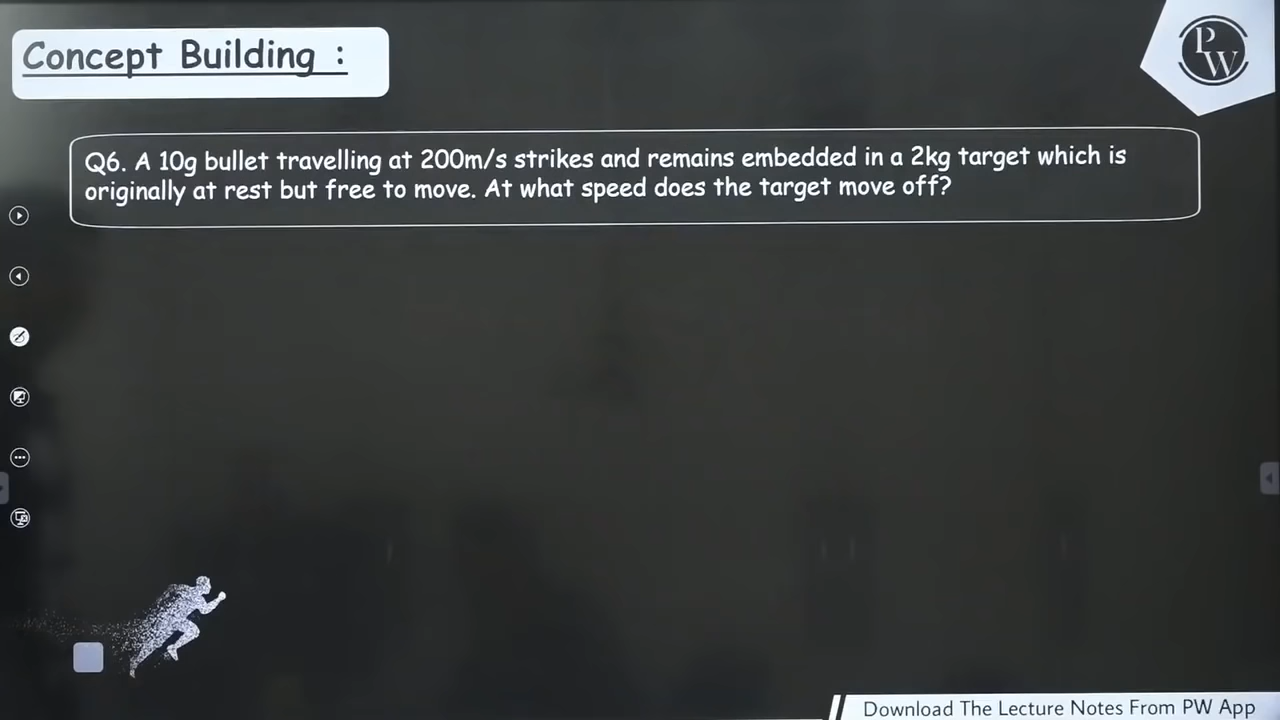 Concept Building :
PW
Q6. A 10g bullet travelling at 200m/s strikes and remains embedded in a 2kg target which is
originally at rest but free to move. At what speed does the target move off?
Download The Lecture Notes From PW App